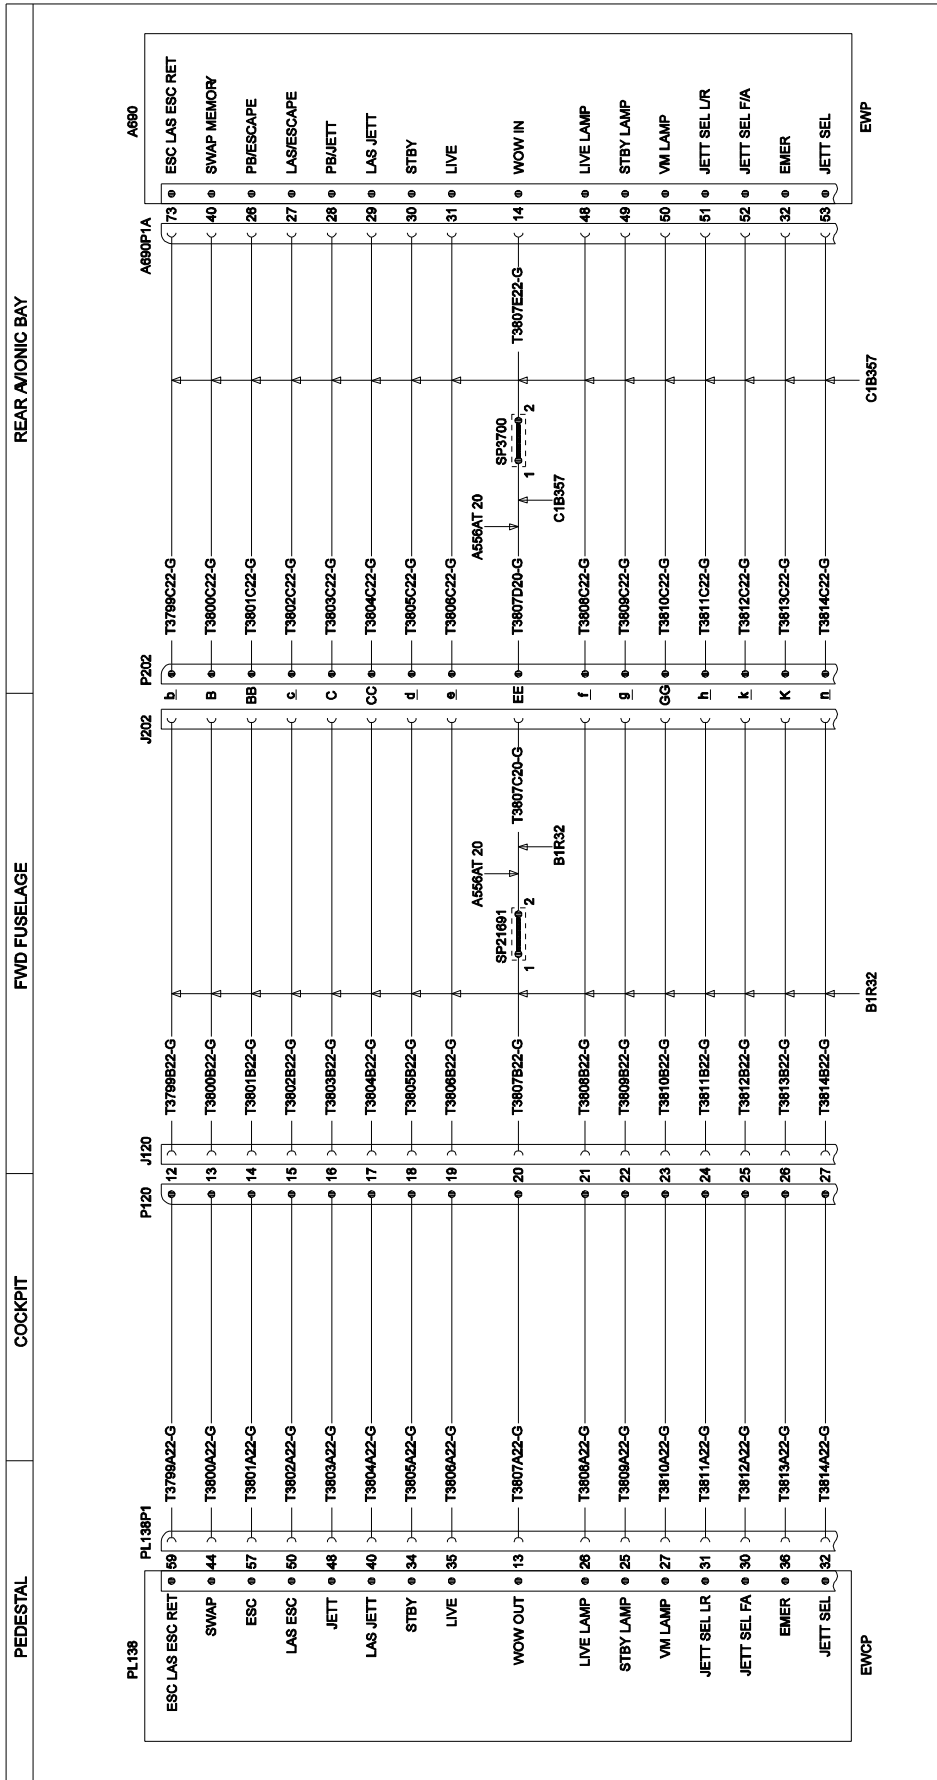 PEDESTAL
COCKPIT
FWD FUSELAGE
REAR AVIONIC BAY
PL138
PL138P1
P120
J120
J202
P202
A690P1A
A690
ESC LAS ESC RET 59 T3799A22-G 12 T3799B22-G b T3799C22-G 73 ESC LAS ESC RET
SWAP 44 T3800A22-G 13 T3800B22-G B T3800C22-G 40 SWAP MEMORY
ESC 57 T3801A22-G 14 T3801B22-G BB T3801C22-G 26 PB/ESCAPE
LAS ESC 50 T3802A22-G 15 T3802B22-G c T3802C22-G 27 LAS/ESCAPE
JETT 48 T3803A22-G 16 T3803B22-G C T3803C22-G 28 PB/JETT
LAS JETT 40 T3804A22-G 17 T3804B22-G CC T3804C22-G 29 LAS JETT
STBY 34 T3805A22-G 18 T3805B22-G d T3805C22-G 30 STBY
LIVE 35 T3806A22-G 19 T3806B22-G e T3806C22-G 31 LIVE
A556AT 20
A556AT 20
SP21691
SP3700
WOW OUT 13 T3807A22-G 20 T3807B22-G T3807C20-G EE T3807D20-G T3807E22-G 14 WOW IN
1 2
1 2
B1R32
C1B357
LIVE LAMP 26 T3808A22-G 21 T3808B22-G f T3808C22-G 48 LIVE LAMP
STBY LAMP 25 T3809A22-G 22 T3809B22-G g T3809C22-G 49 STBY LAMP
VM LAMP 27 T3810A22-G 23 T3810B22-G GG T3810C22-G 50 VM LAMP
JETT SEL LR 31 T3811A22-G 24 T3811B22-G h T3811C22-G 51 JETT SEL L/R
JETT SEL FA 30 T3812A22-G 25 T3812B22-G k T3812C22-G 52 JETT SEL F/A
EMER 36 T3813A22-G 26 T3813B22-G K T3813C22-G 32 EMER
JETT SEL 32 T3814A22-G 27 T3814B22-G n T3814C22-G 53 JETT SEL
EWCP
B1R32
C1B357
EWP